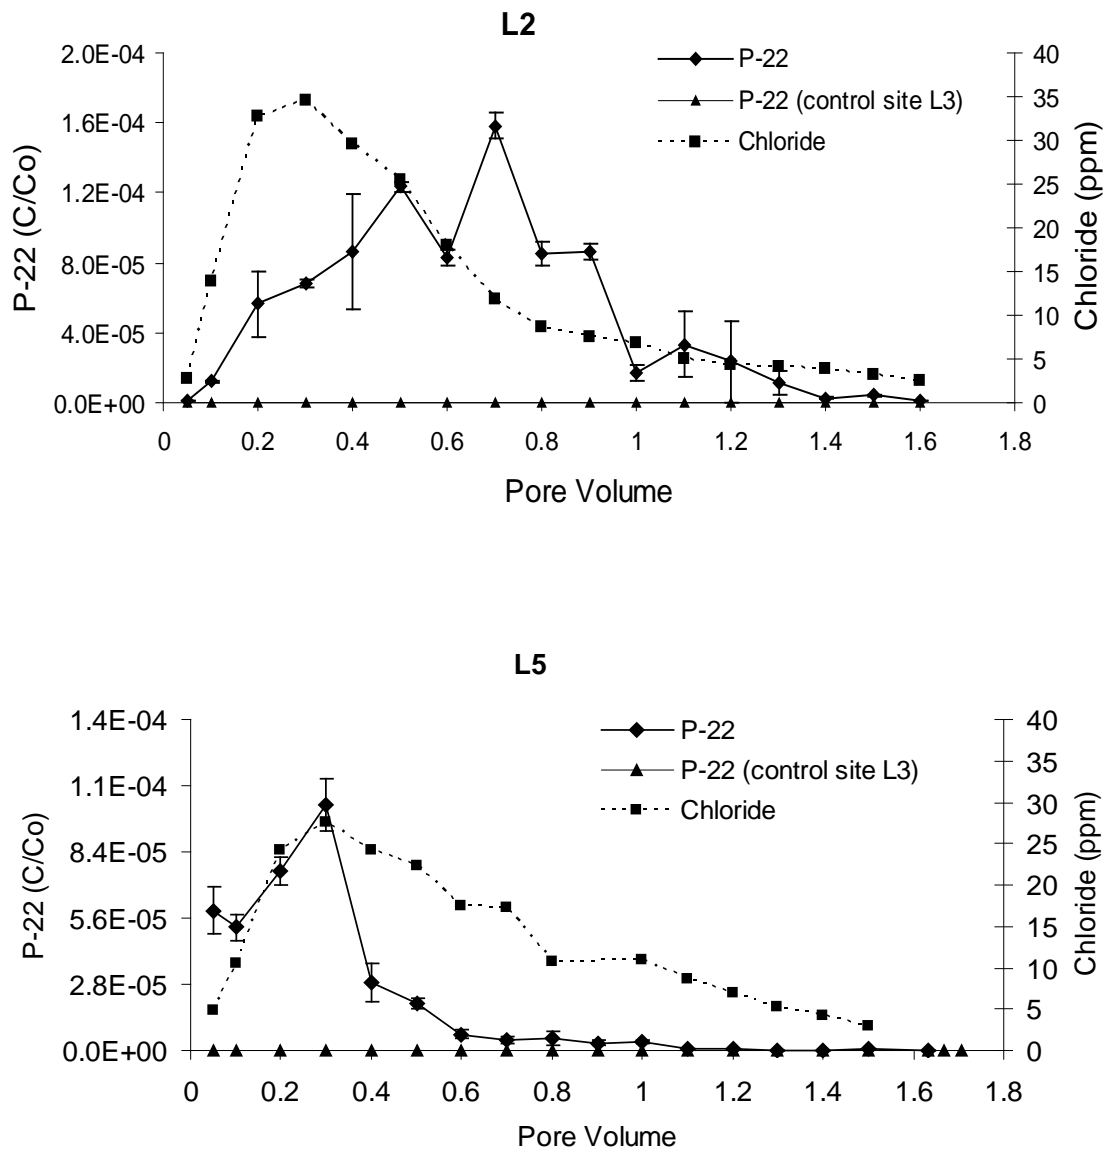 L2
P-22
P-22 (control site L3)
Chloride
2.0E-04
1.6E-04
1.2E-04
8.0E-05
4.0E-05
0.0E+00
P-22 (C/Co)
40
35
30
25
20
15
10
5
0
Chloride (ppm)
0 0.2 0.4 0.6 0.8 1 1.2 1.4 1.6 1.8
Pore Volume
L5
P-22
P-22 (control site L3)
Chloride
1.4E-04
1.1E-04
8.4E-05
5.6E-05
2.8E-05
0.0E+00
P-22 (C/Co)
40
35
30
25
20
15
10
5
0
Chloride (ppm)
0 0.2 0.4 0.6 0.8 1 1.2 1.4 1.6 1.8
Pore Volume